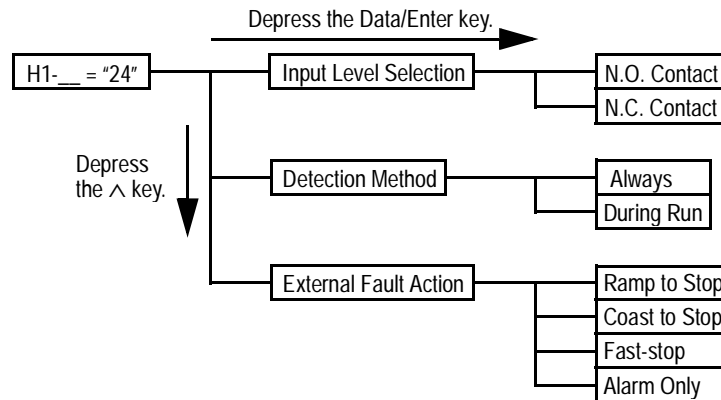 Depress the Data/Enter key.
H1-__ = “24”
Input Level Selection
N.O. Contact
N.C. Contact
Depress
the ∧ key.
Detection Method
Always
During Run
External Fault Action
Ramp to Stop
Coast to Stop
Fast-stop
Alarm Only